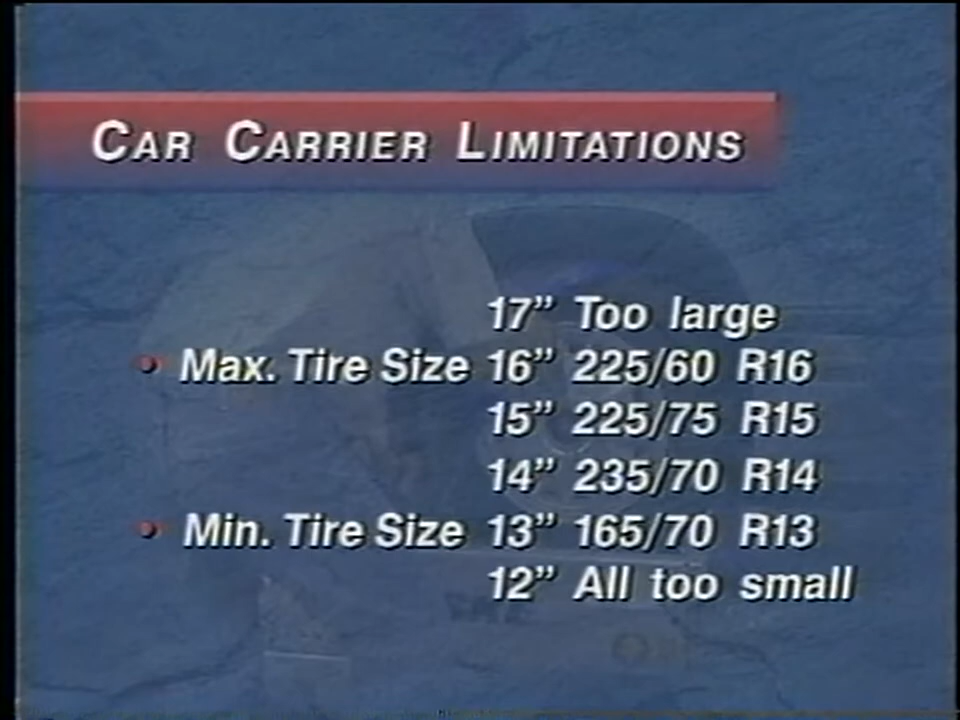 CAR CARRIER LIMITATIONS
17” Too large
• Max. Tire Size 16” 225/60 R16
15” 225/75 R15
14” 235/70 R14
• Min. Tire Size 13” 165/70 R13
12” All too small